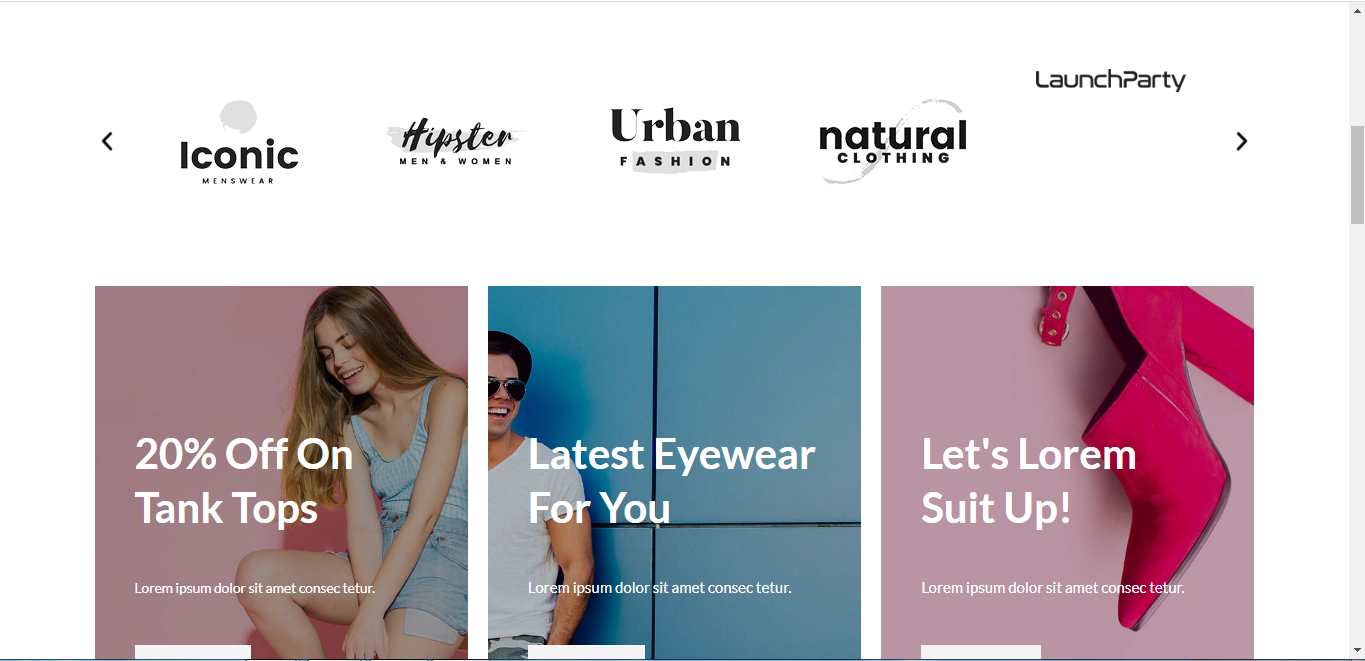 LaunchParty
Iconic
MENSWEAR
Hipster
MEN & WOMEN
Urban
FASHION
natural
CLOTHING
20% Off On
Tank Tops
Lorem ipsum dolor sit amet consec tetur.
Latest Eyewear
For You
Lorem ipsum dolor sit amet consec tetur.
Let's Lorem
Suit Up!
Lorem ipsum dolor sit amet consec tetur.